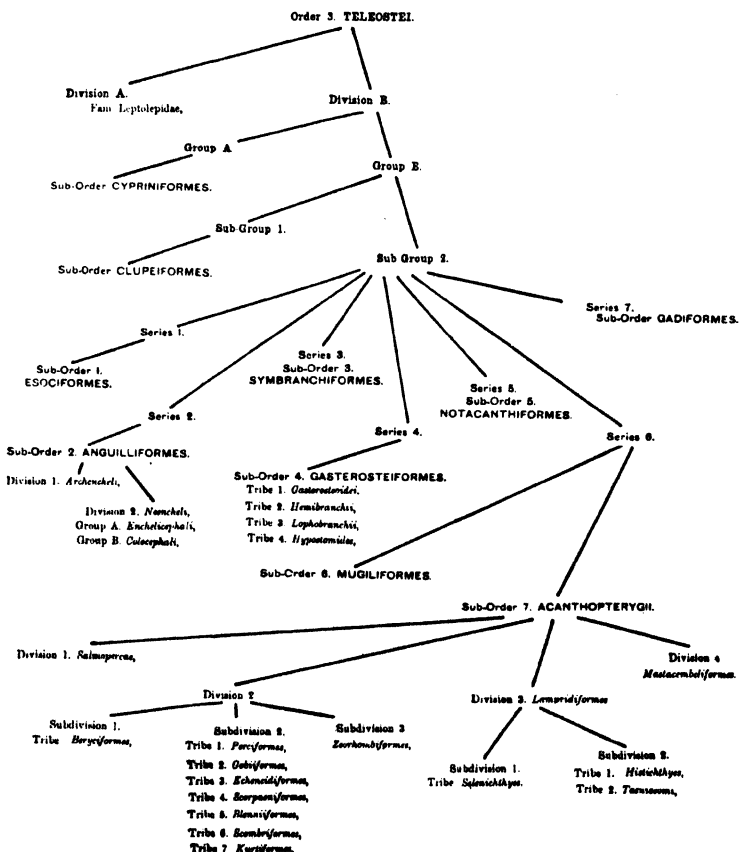 Order 3. TELEOSTEI.
Division A.
Fam Leptolepidae,
Division B.
Group A
Sub-Order CYPRINIFORMES.
Group B.
Sub-Group 1.
Sub-Order CLUPEIFORMES.
Sub Group 2.
Series 7.
Sub-Order GADIFORMES.
Series 1.
Sub-Order 1.
ESOCIFORMES.
Series 3.
Sub-Order 3.
SYMBRANCHIFORMES.
Series 5.
Sub-Order 5.
NOTACANTHIFORMES.
Series 2.
Series 4.
Series 6.
Sub-Order 2. ANGUILLIFORMES.
Division 1. Archencheli,
Division 2. Neencheli,
Group A. Enchelicephali,
Group B. Colocephali,
Sub-Order 4. GASTEROSTEIFORMES.
Tribe 1. Gasterosteidei.
Tribe 2. Hemibranchii,
Tribe 3. Lophobranchii,
Tribe 4. Hypostomides,
Sub-Order 6. MUGILIFORMES.
Sub-Order 7. ACANTHOPTERYGII.
Division 1. Salmopercae,
Division 4
Mastacembeliformes.
Division 2
Division 3. Lampridiformes
Subdivision 1.
Tribe Beryciformes,
Subdivision 2.
Tribe 1. Perciformes,
Tribe 2. Gobiiformes,
Tribe 3. Echeneidiformes,
Tribe 4. Scorpaeniformes,
Tribe 5. Blenniiformes,
Tribe 6. Scombriformes,
Tribe 7 Kurtiformes,
Subdivision 3
Zeorhombiformes,
Subdivision 1.
Tribe Selenichthyes.
Subdivision 2.
Tribe 1. Histichthyes,
Tribe 2. Taeniosomi,